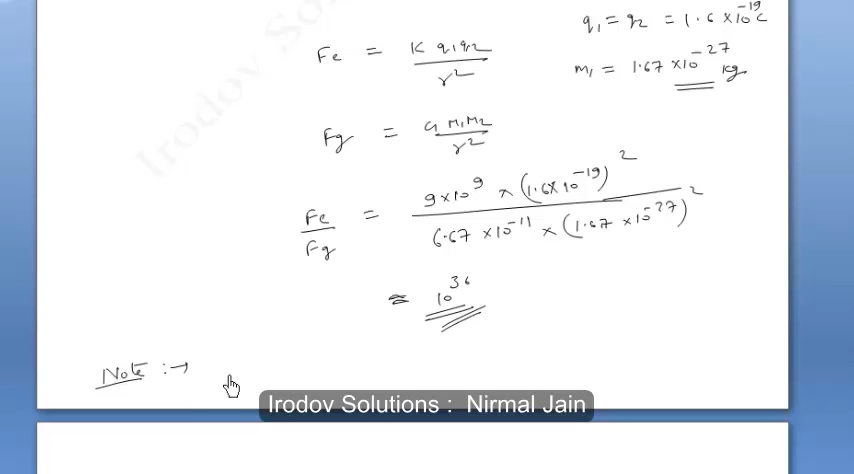 q₁ = q₂ = 1.6 × 10⁻¹⁹ C
Fe = K q₁q₂ / r²
m₁ = 1.67 × 10⁻²⁷ kg
Fg = G M₁M₂ / r²
Fe / Fg = 9 × 10⁹ × (1.6 × 10⁻¹⁹)² / 6.67 × 10⁻¹¹ × (1.67 × 10⁻²⁷)²
≈ 10³⁶
Note :→
Irodov Solutions : Nirmal Jain
Irodov So